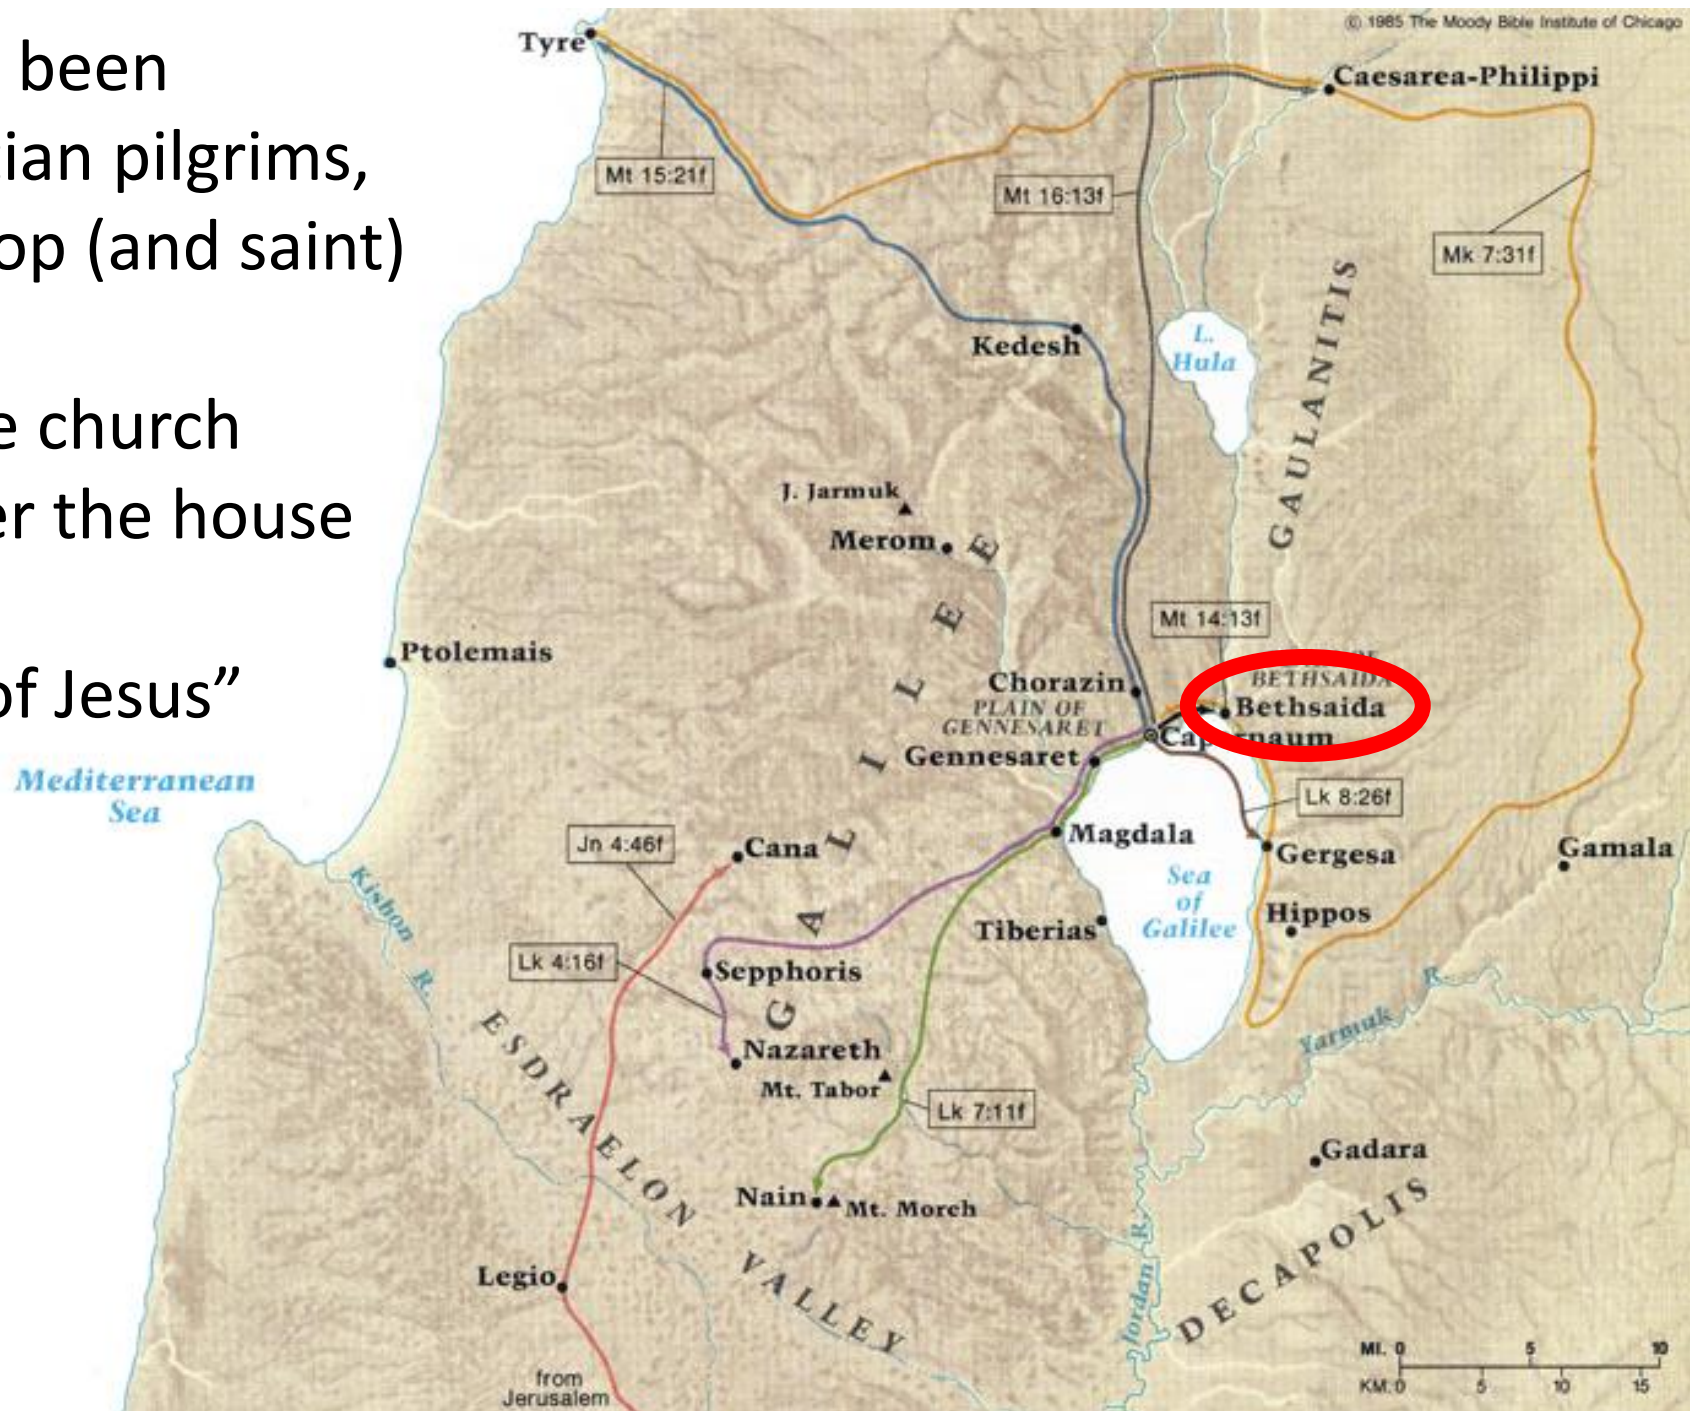 been
tian pilgrims,
op (and saint)
e church
er the house
of Jesus”
© 1985 The Moody Bible Institute of Chicago
Tyre
Caesarea-Philippi
Mt 15:21f
Mt 16:13f
Mk 7:31f
Kedesh
L.
Hula
GAULANITIS
J. Jarmuk
Merom
GALILEE
Mt 14:13f
Ptolemais
Chorazin
PLAIN OF
GENNESARET
BETHSAIDA
Bethsaida
Capernaum
Gennesaret
Mediterranean
Sea
Lk 8:26f
Magdala
Jn 4:46f
Cana
Gergesa
Gamala
Kishon
R.
Sea
of
Galilee
Hippos
Tiberias
Lk 4:16f
Sepphoris
Yarmuk
R.
ESDRAELON
VALLEY
Nazareth
Mt. Tabor
Lk 7:11f
Gadara
Nain
Mt. Moreh
DECAPOLIS
Jordan R.
Legio
from
Jerusalem
MI. 0 5 10
KM. 0 5 10 15